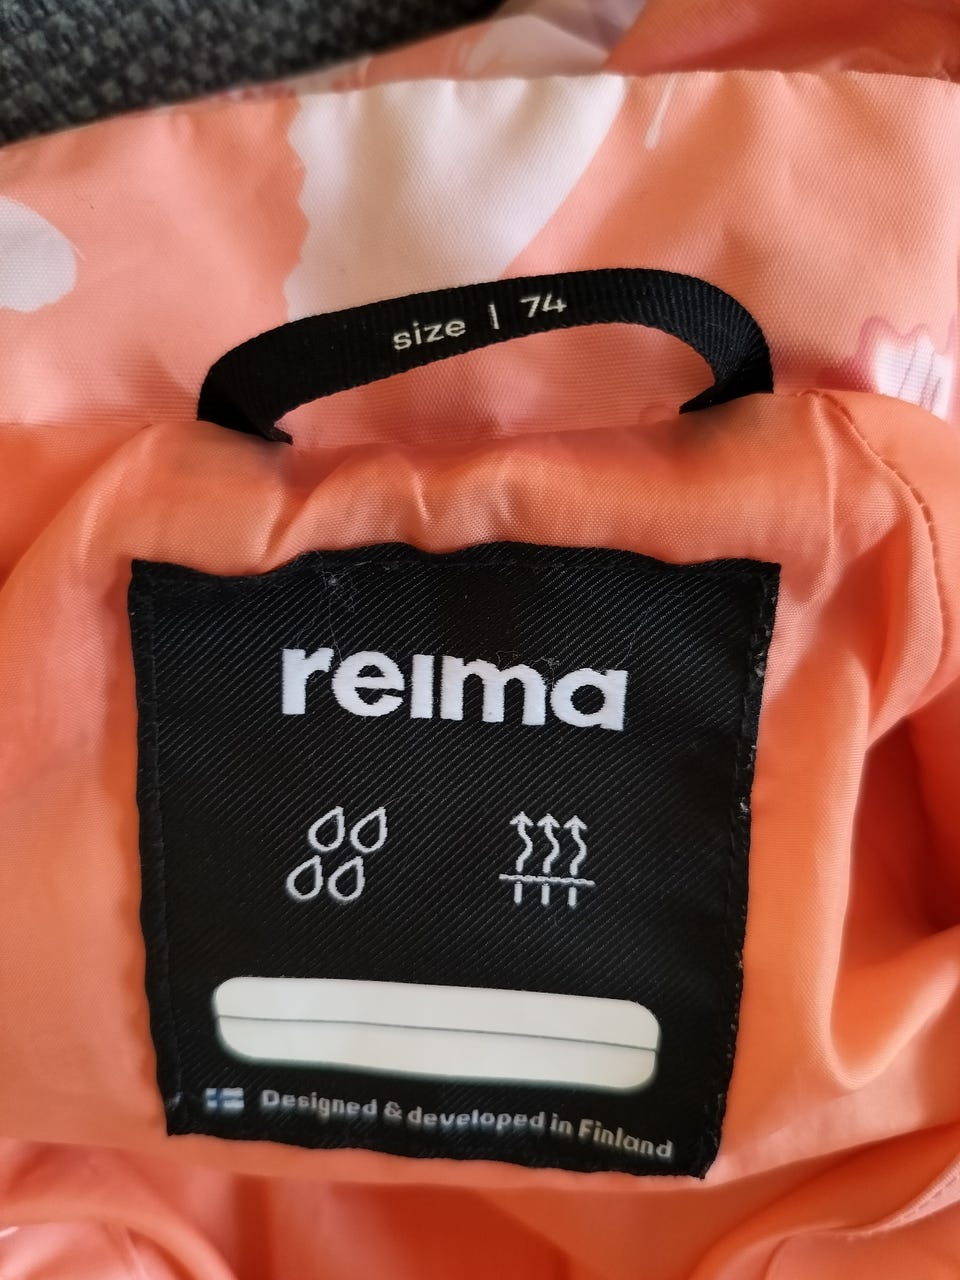 size | 74
reima
Designed & developed in Finland